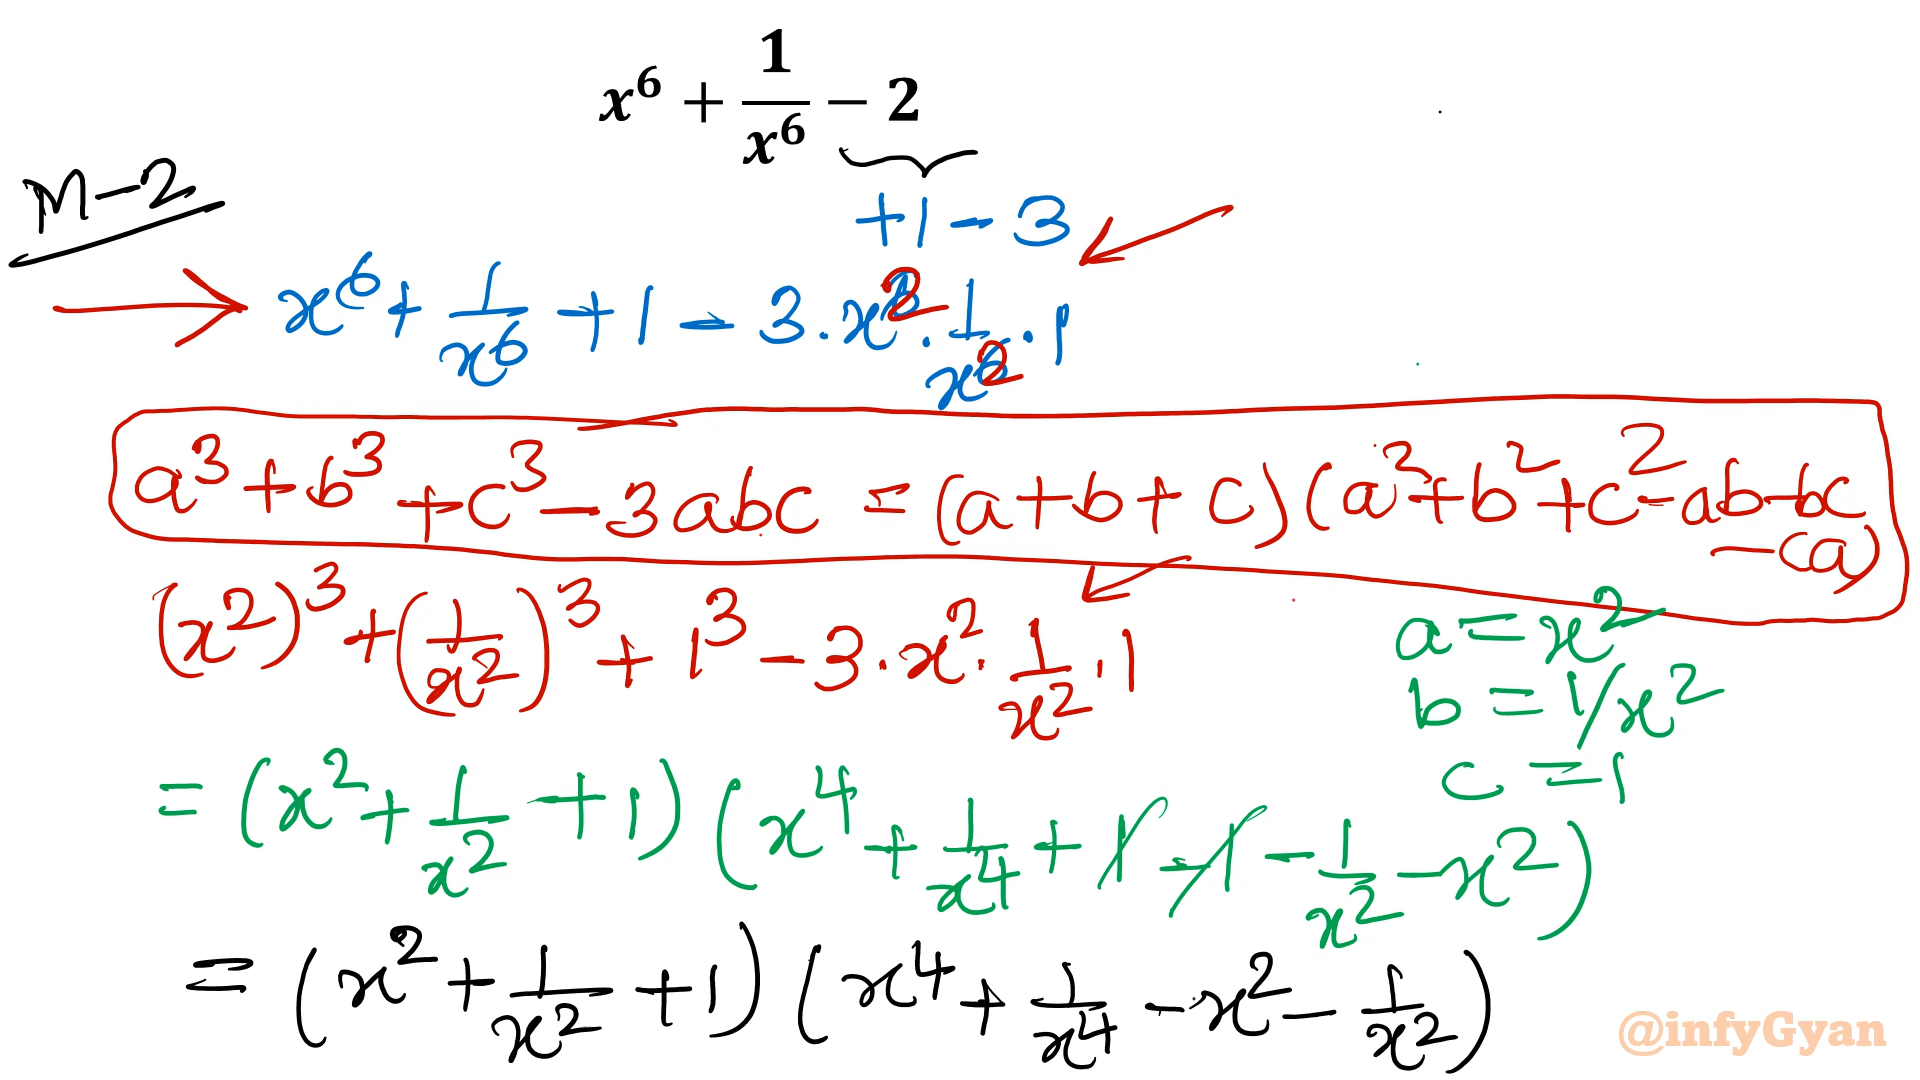 x⁶ + 1/x⁶ − 2
M-2
+1 - 3
x⁶ + 1/x⁶ + 1 - 3 · x² · 1/x² · 1
a³ + b³ + c³ - 3abc = (a + b + c) (a² + b² + c² - ab - bc
- ca)
(x²)³ + (1/x²)³ + 1³ - 3 · x² · 1/x² · 1
a = x²
b = 1/x²
c = 1
= (x² + 1/x² + 1) (x⁴ + 1/x⁴ + 1 - 1 - 1/x² - x²)
= (x² + 1/x² + 1) (x⁴ + 1/x⁴ - x² - 1/x²)
@infyGyan